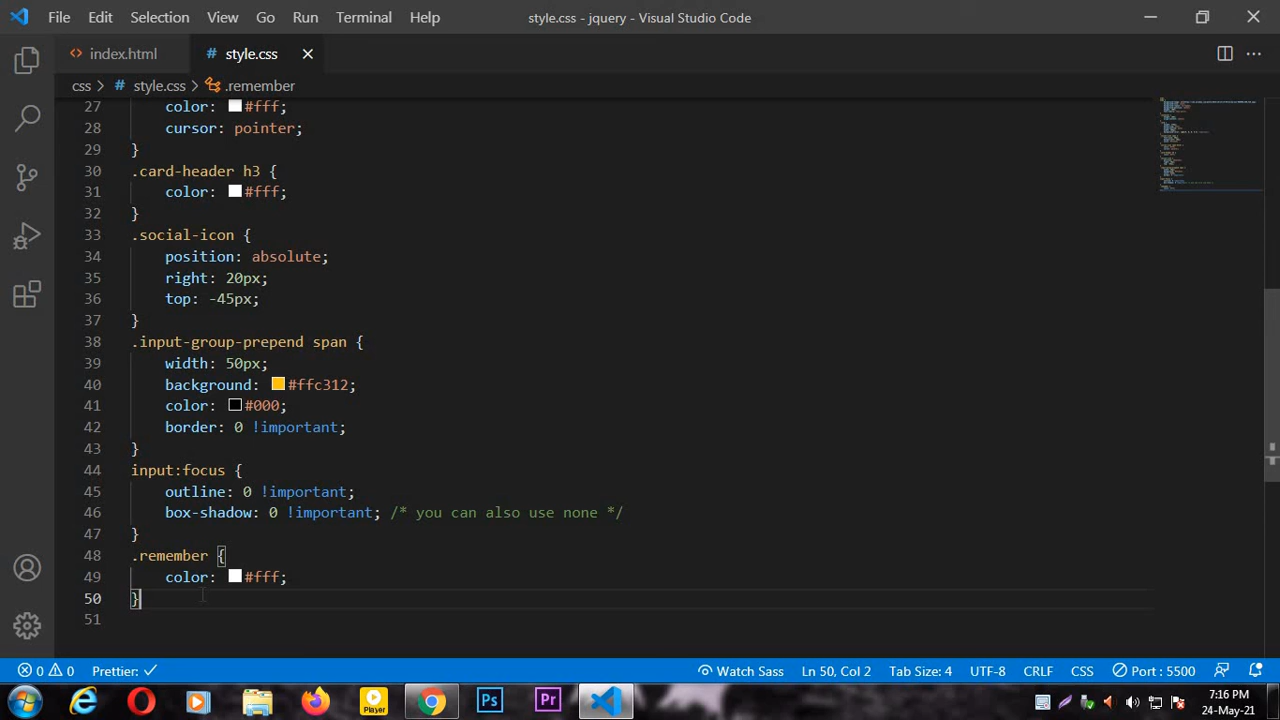 File Edit Selection View Go Run Terminal Help style.css - jquery - Visual Studio Code
index.html # style.css
css > # style.css > .remember
27 color: #fff;
28 cursor: pointer;
29 }
30 .card-header h3 {
31 color: #fff;
32 }
33 .social-icon {
34 position: absolute;
35 right: 20px;
36 top: -45px;
37 }
38 .input-group-prepend span {
39 width: 50px;
40 background: #ffc312;
41 color: #000;
42 border: 0 !important;
43 }
44 input:focus {
45 outline: 0 !important;
46 box-shadow: 0 !important; /* you can also use none */
47 }
48 .remember {
49 color: #fff;
50 }
51
0 0 Prettier: Watch Sass Ln 50, Col 2 Tab Size: 4 UTF-8 CRLF CSS Port : 5500
Player Ps Pr 7:16 PM
24-May-21